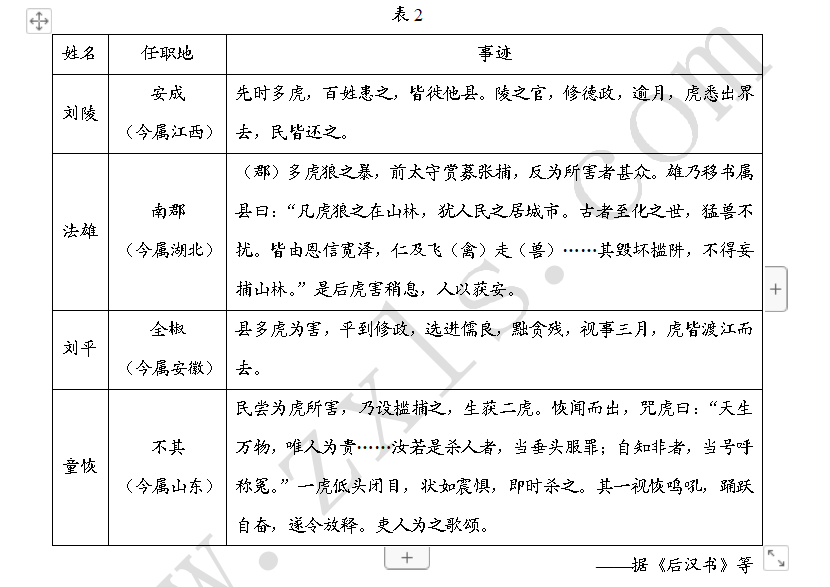 表 2
姓名 任职地 事迹
刘陵
安成
（今属江西）
先时多虎，百姓患之，皆徙他县。陵之官，修德政，逾月，虎悉出界
去，民皆还之。
法雄
南郡
（今属湖北）
（郡）多虎狼之暴，前太守赏募张捕，反为所害者甚众。雄乃移书属
县曰：“凡虎狼之在山林，犹人民之居城市。古者至化之世，猛兽不
扰。皆由恩信宽泽，仁及飞（禽）走（兽）……其毁坏槛阱，不得妄
捕山林。”是后虎害稍息，人以获安。
刘平
全椒
（今属安徽）
县多虎为害，平到修政，选进儒良，黜贪残，视事三月，虎皆渡江而
去。
童恢
不其
（今属山东）
民尝为虎所害，乃设槛捕之，生获二虎。恢闻而出，咒虎曰：“天生
万物，唯人为贵……汝若是杀人者，当垂头服罪；自知非者，当号呼
称冤。”一虎低头闭目，状如震惧，即时杀之。其一视恢鸣吼，踊跃
自奋，遂令放释。吏人为之歌颂。
——据《后汉书》等
www.zxls.com